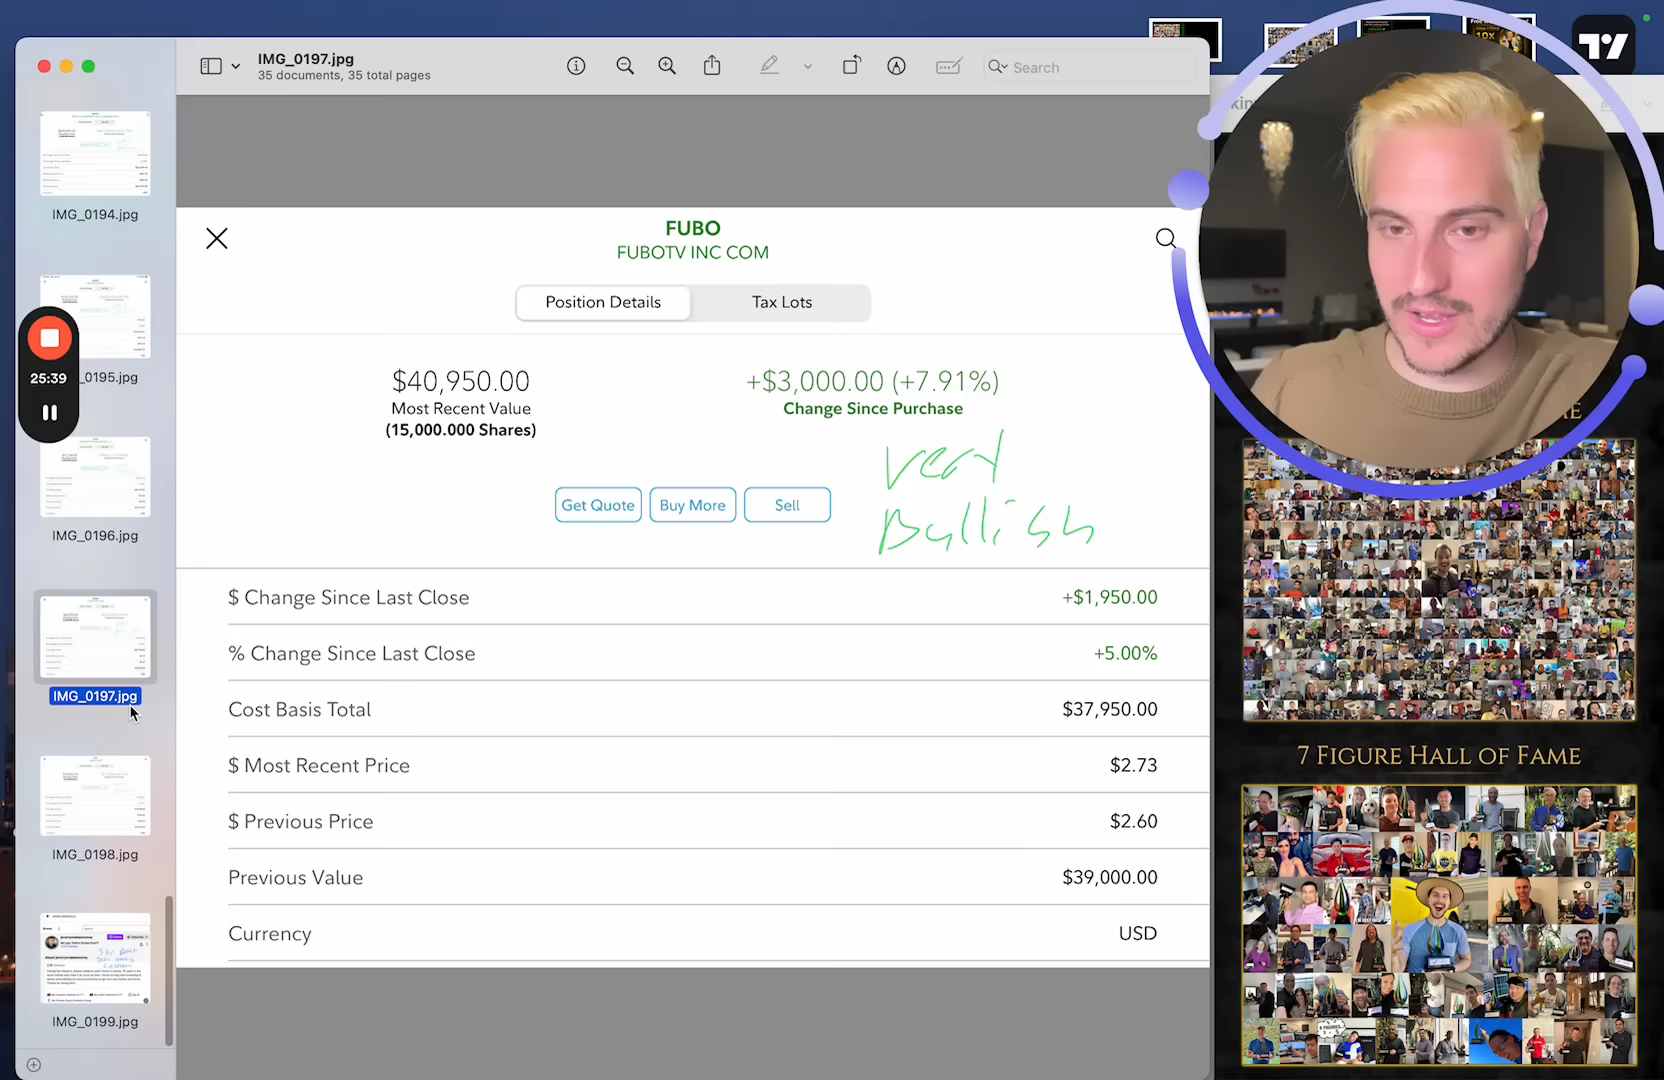 IMG_0197.jpg
35 documents, 35 total pages
Search
IMG_0194.jpg
_0195.jpg
25:39
IMG_0196.jpg
IMG_0197.jpg
IMG_0198.jpg
IMG_0199.jpg
FUBO
FUBOTV INC COM
Position Details
Tax Lots
$40,950.00
Most Recent Value
(15,000.000 Shares)
+$3,000.00 (+7.91%)
Change Since Purchase
Very
Bullish
Get Quote
Buy More
Sell
$ Change Since Last Close
+$1,950.00
% Change Since Last Close
+5.00%
Cost Basis Total
$37,950.00
$ Most Recent Price
$2.73
$ Previous Price
$2.60
Previous Value
$39,000.00
Currency
USD
7 Figure Hall of Fame